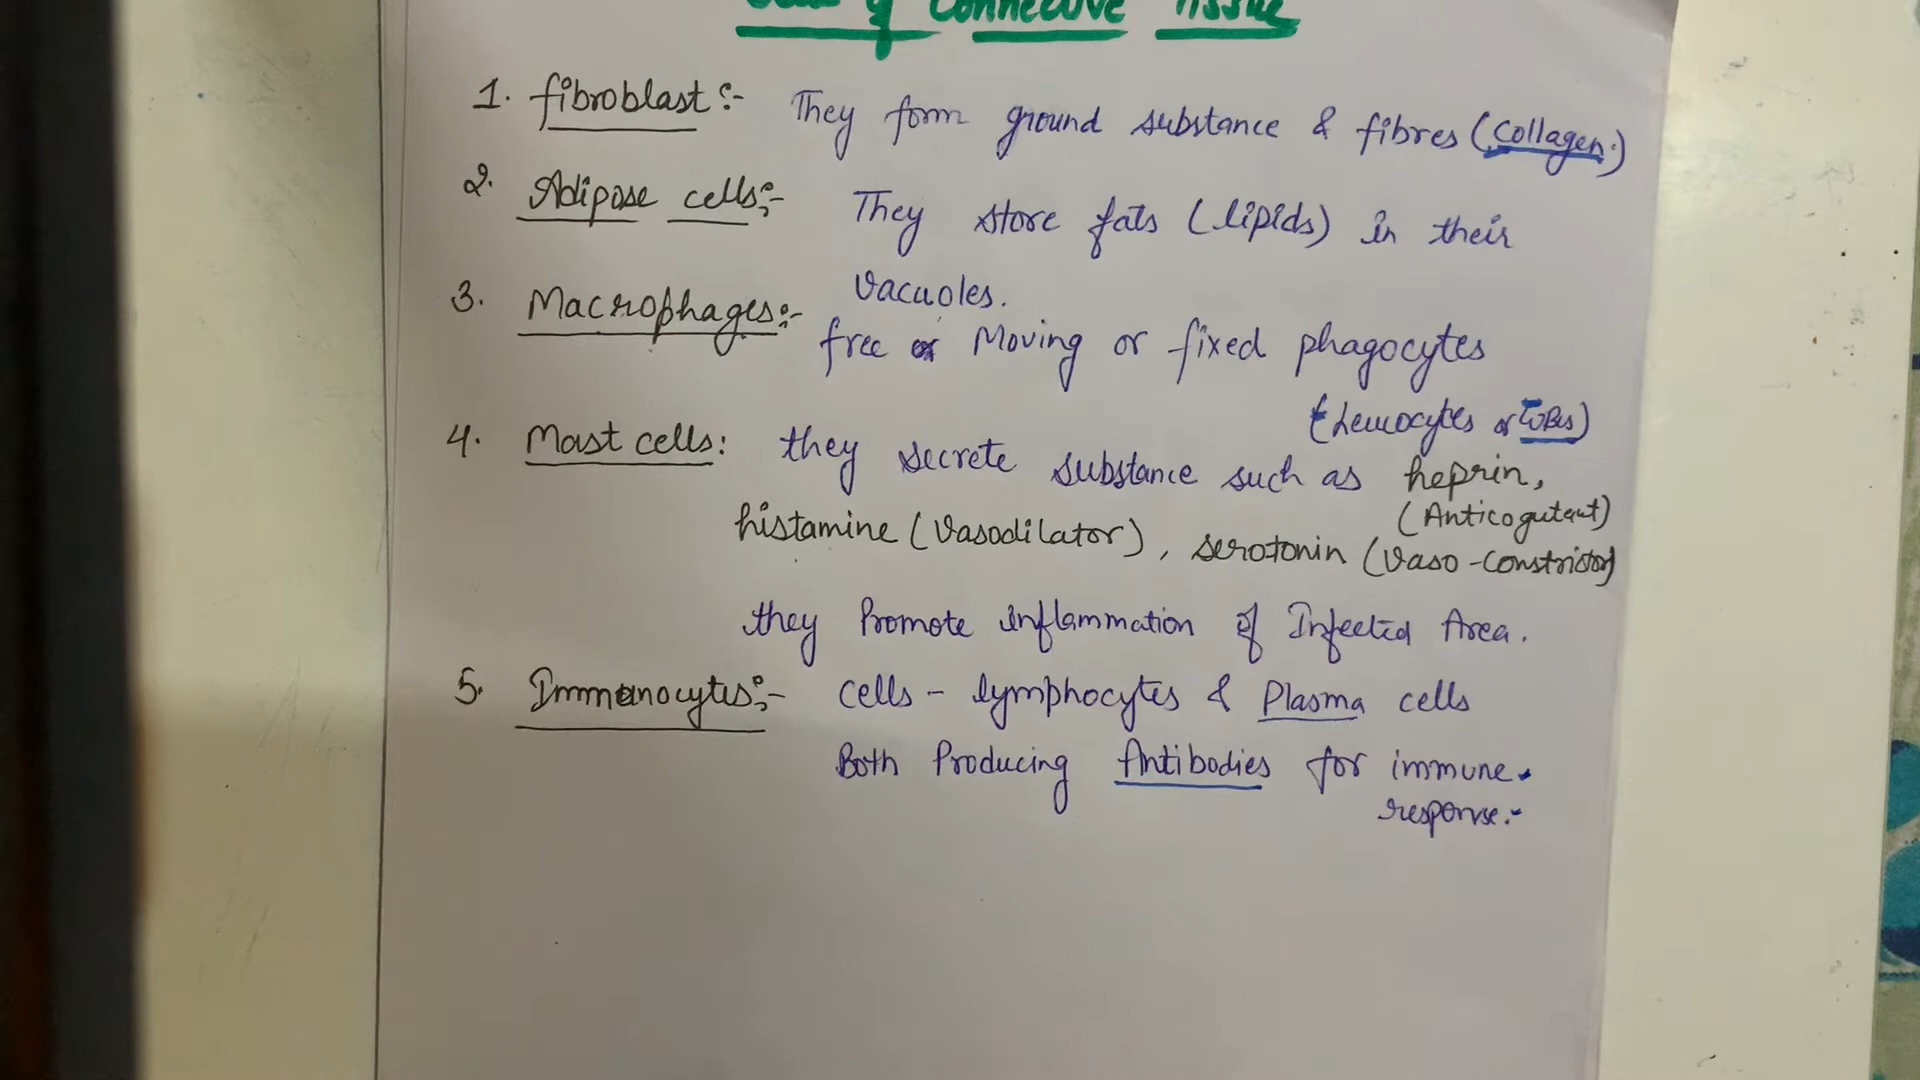 of Connective Tissue
1. fibroblast :- They form ground substance & fibres (Collagen.)
2. Adipose cells :- They store fats (lipids) in their
Vacuoles.
3. Macrophages :- free or Moving or fixed phagocytes
(Leucocytes or WBCs)
4. Mast cells : they secrete substance such as heprin,
(Anticogutant)
histamine (Vasodilator), serotonin (Vaso-Constrictor)
they Promote inflammation of Infected Area.
5. Immunocytes :- Cells - lymphocytes & Plasma cells
Both Producing Antibodies for immune
response.